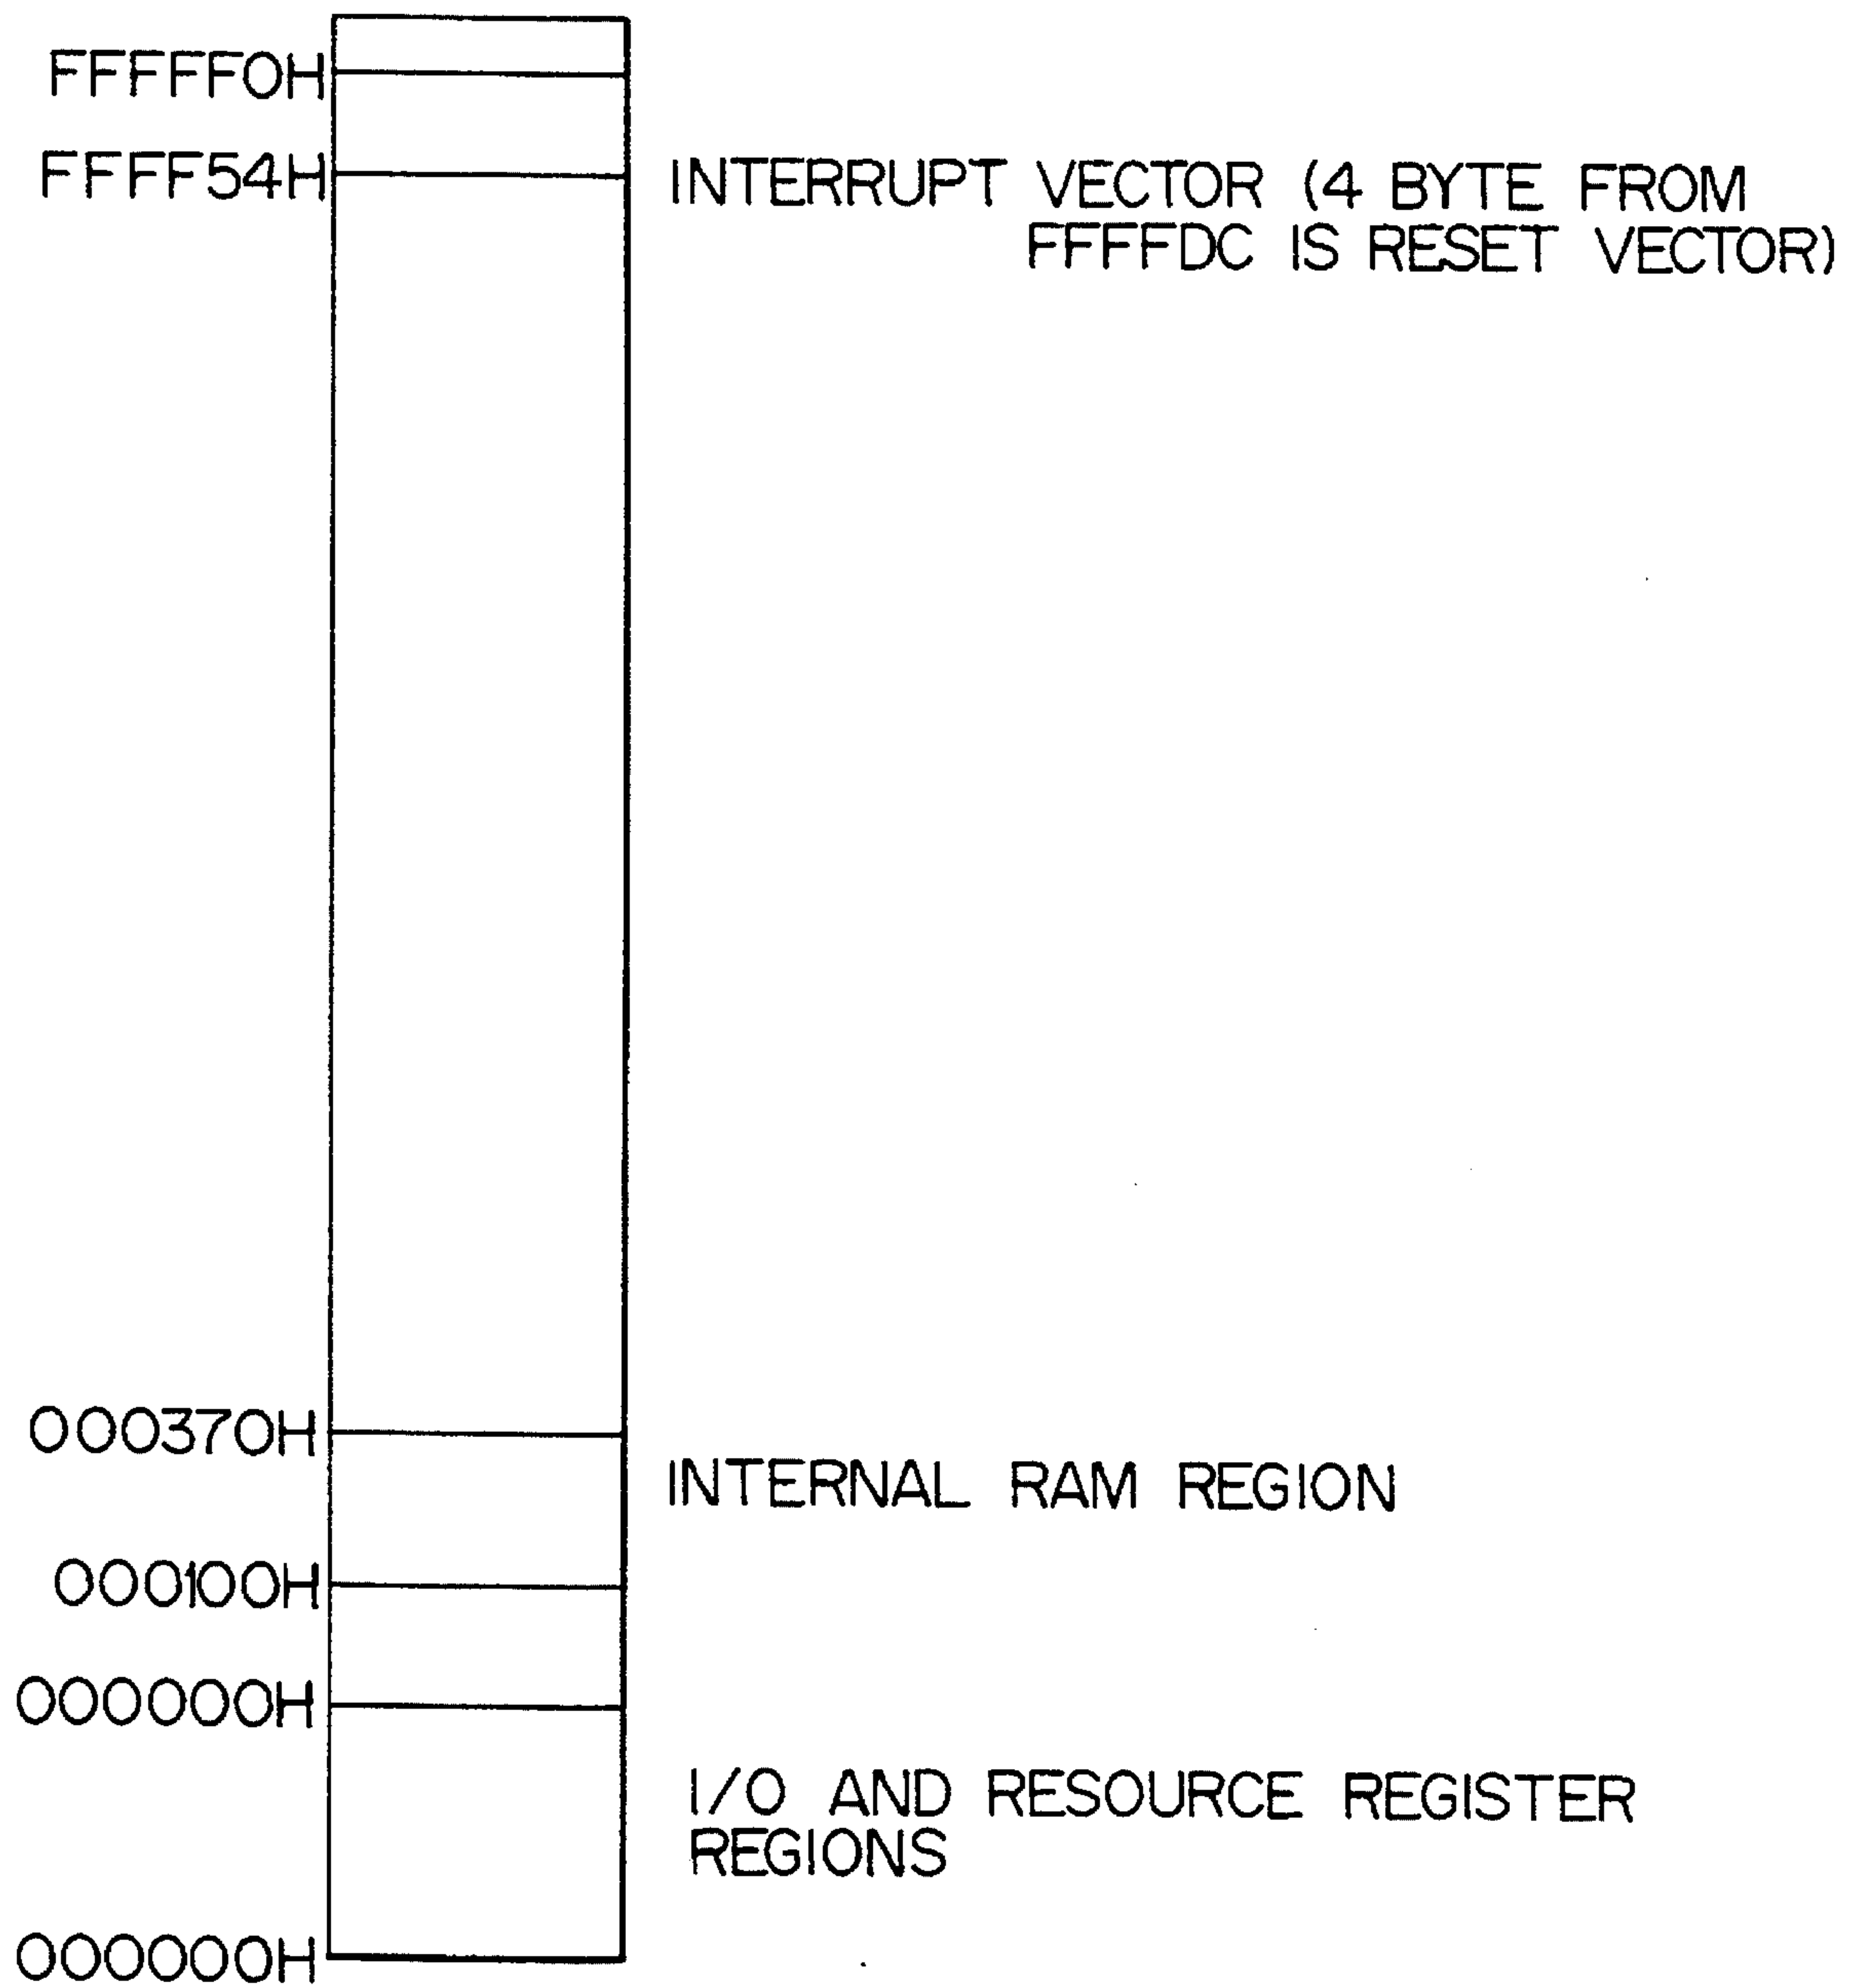 FFFFF0H
FFFF54H
INTERRUPT VECTOR (4 BYTE FROM
FFFFDC IS RESET VECTOR)
000370H
INTERNAL RAM REGION
000100H
000000H
I/O AND RESOURCE REGISTER
REGIONS
000000H